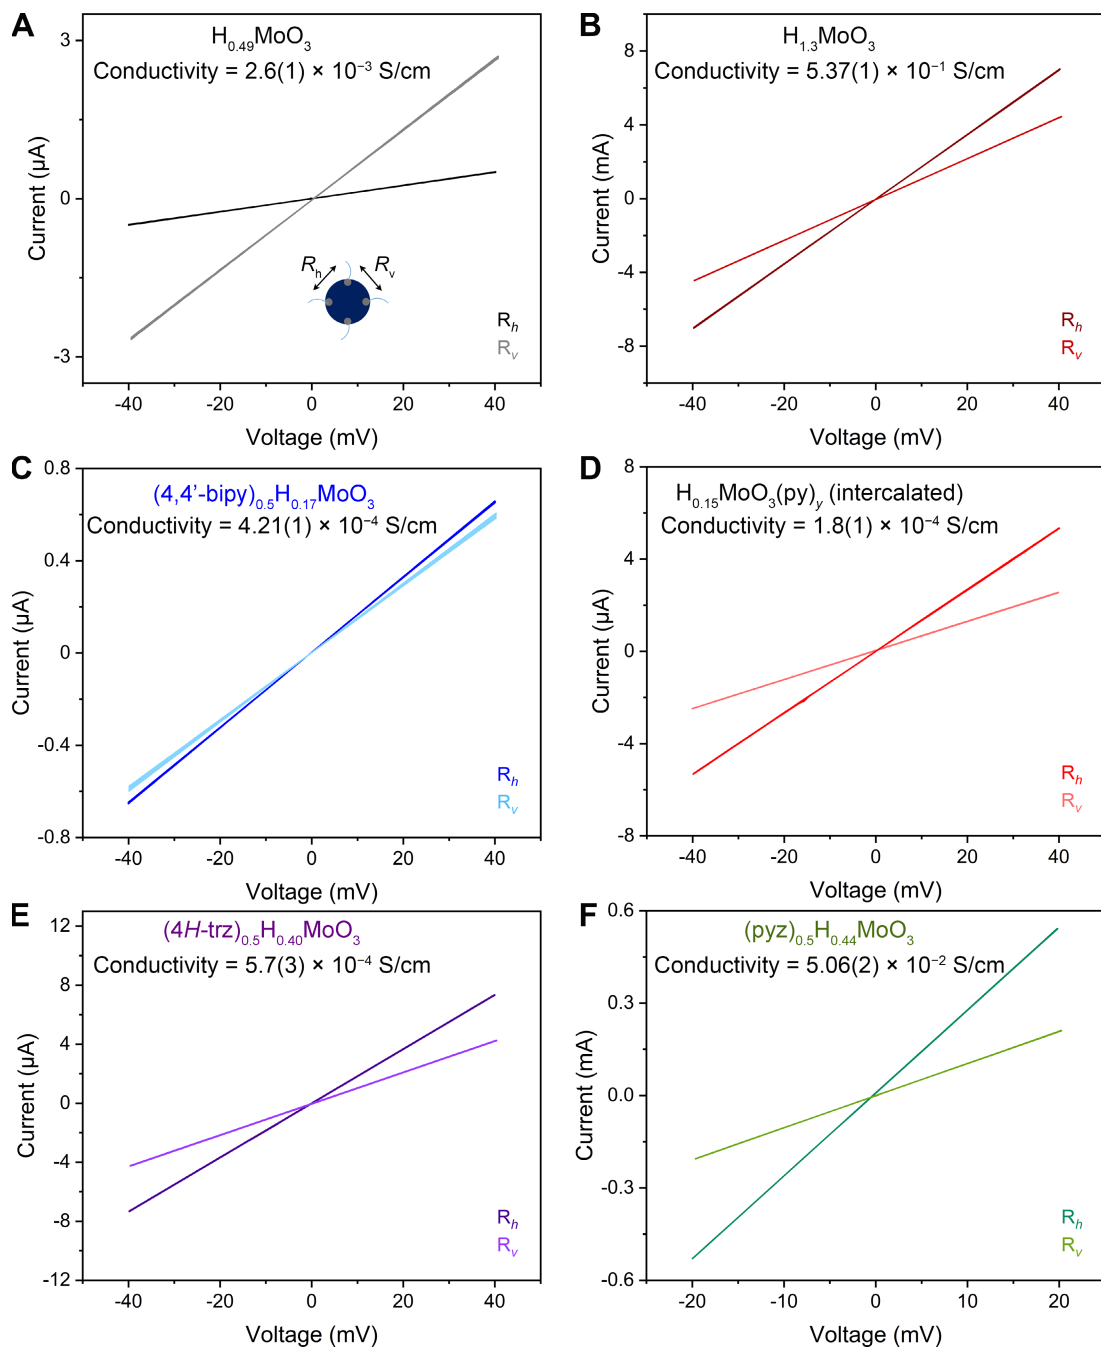 A
H₀.₄₉MoO₃
Conductivity = 2.6(1) × 10⁻³ S/cm
3
0
-3
Current (μA)
-40 -20 0 20 40
Voltage (mV)
Rₕ Rᵥ
Rₕ
Rᵥ
B
H₁.₃MoO₃
Conductivity = 5.37(1) × 10⁻¹ S/cm
8
4
0
-4
-8
Current (mA)
-40 -20 0 20 40
Voltage (mV)
Rₕ
Rᵥ
C
(4,4’-bipy)₀.₅H₀.₁₇MoO₃
Conductivity = 4.21(1) × 10⁻⁴ S/cm
0.8
0.4
0
-0.4
-0.8
Current (μA)
-40 -20 0 20 40
Voltage (mV)
Rₕ
Rᵥ
D
H₀.₁₅MoO₃(py)y (intercalated)
Conductivity = 1.8(1) × 10⁻⁴ S/cm
8
4
0
-4
-8
Current (μA)
-40 -20 0 20 40
Voltage (mV)
Rₕ
Rᵥ
E
(4H-trz)₀.₅H₀.₄₀MoO₃
Conductivity = 5.7(3) × 10⁻⁴ S/cm
12
8
4
0
-4
-8
-12
Current (μA)
-40 -20 0 20 40
Voltage (mV)
Rₕ
Rᵥ
F
(pyz)₀.₅H₀.₄₄MoO₃
Conductivity = 5.06(2) × 10⁻² S/cm
0.6
0.3
0.0
-0.3
-0.6
Current (mA)
-20 -10 0 10 20
Voltage (mV)
Rₕ
Rᵥ